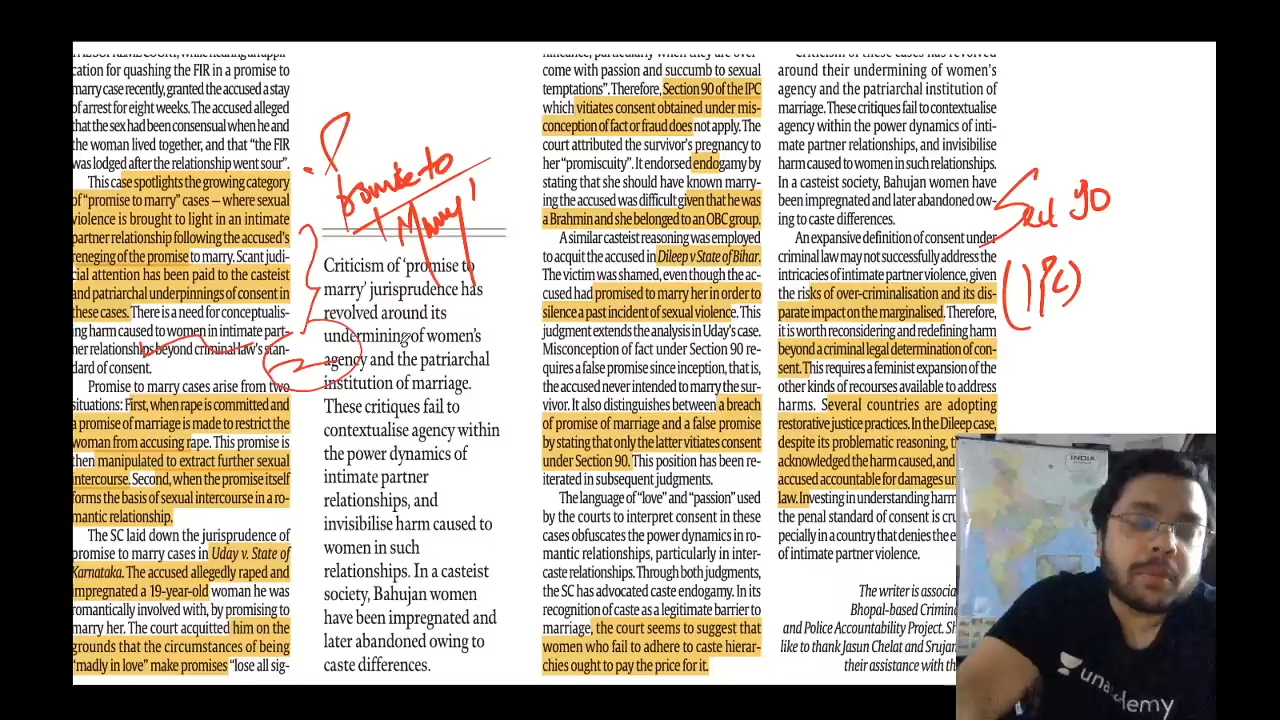 cation for quashing the FIR in a promise to
marry case recently, granted the accused a stay
of arrest for eight weeks. The accused alleged
that the sex had been consensual when he and
the woman lived together, and that “the FIR
was lodged after the relationship went sour”.
This case spotlights the growing category
of “promise to marry” cases — where sexual
violence is brought to light in an intimate
partner relationship following the accused's
reneging of the promise to marry. Scant judi-
cial attention has been paid to the casteist
and patriarchal underpinnings of consent in
these cases. There is a need for conceptualis-
ing harm caused to women in intimate part-
ner relationships beyond criminal law's stan-
dard of consent.
Promise to marry cases arise from two
situations: First, when rape is committed and
a promise of marriage is made to restrict the
woman from accusing rape. This promise is
then manipulated to extract further sexual
intercourse. Second, when the promise itself
forms the basis of sexual intercourse in a ro-
mantic relationship.
The SC laid down the jurisprudence of
promise to marry cases in Uday v. State of
Karnataka. The accused allegedly raped and
impregnated a 19-year-old woman he was
romantically involved with, by promising to
marry her. The court acquitted him on the
grounds that the circumstances of being
“madly in love” make promises “lose all sig-
Promise to
Marry'
2
Criticism of ‘promise to
marry’ jurisprudence has
revolved around its
undermining of women’s
agency and the patriarchal
institution of marriage.
These critiques fail to
contextualise agency within
the power dynamics of
intimate partner
relationships, and
invisibilise harm caused to
women in such
relationships. In a casteist
society, Bahujan women
have been impregnated and
later abandoned owing to
caste differences.
nificance, particularly when they are over-
come with passion and succumb to sexual
temptations”. Therefore, Section 90 of the IPC
which vitiates consent obtained under mis-
conception of fact or fraud does not apply. The
court attributed the survivor's pregnancy to
her “promiscuity”. It endorsed endogamy by
stating that she should have known marry-
ing the accused was difficult given that he was
a Brahmin and she belonged to an OBC group.
A similar casteist reasoning was employed
to acquit the accused in Dileep v State of Bihar.
The victim was shamed, even though the ac-
cused had promised to marry her in order to
silence a past incident of sexual violence. This
judgment extends the analysis in Uday's case.
Misconception of fact under Section 90 re-
quires a false promise since inception, that is,
the accused never intended to marry the sur-
vivor. It also distinguishes between a breach
of promise of marriage and a false promise
by stating that only the latter vitiates consent
under Section 90. This position has been re-
iterated in subsequent judgments.
The language of “love” and “passion” used
by the courts to interpret consent in these
cases obfuscates the power dynamics in ro-
mantic relationships, particularly in inter-
caste relationships. Through both judgments,
the SC has advocated caste endogamy. In its
recognition of caste as a legitimate barrier to
marriage, the court seems to suggest that
women who fail to adhere to caste hierar-
chies ought to pay the price for it.
Criticism of these cases has revolved
around their undermining of women's
agency and the patriarchal institution of
marriage. These critiques fail to contextualise
agency within the power dynamics of inti-
mate partner relationships, and invisibilise
harm caused to women in such relationships.
In a casteist society, Bahujan women have
been impregnated and later abandoned ow-
ing to caste differences.
An expansive definition of consent under
criminal law may not successfully address the
intricacies of intimate partner violence, given
the risks of over-criminalisation and its dis-
parate impact on the marginalised. Therefore,
it is worth reconsidering and redefining harm
beyond a criminal legal determination of con-
sent. This requires a feminist expansion of the
other kinds of recourses available to address
harms. Several countries are adopting
restorative justice practices. In the Dileep case,
despite its problematic reasoning,
acknowledged the harm caused, and
accused accountable for damages
law. Investing in understanding harm
the penal standard of consent is
pecially in a country that denies the
of intimate partner violence.
The writer is
Bhopal-based
and Police Accountability Project.
like to thank Jasun Chelat and
their assistance with
Sec 90
(IPC)
INDIA
unacademy